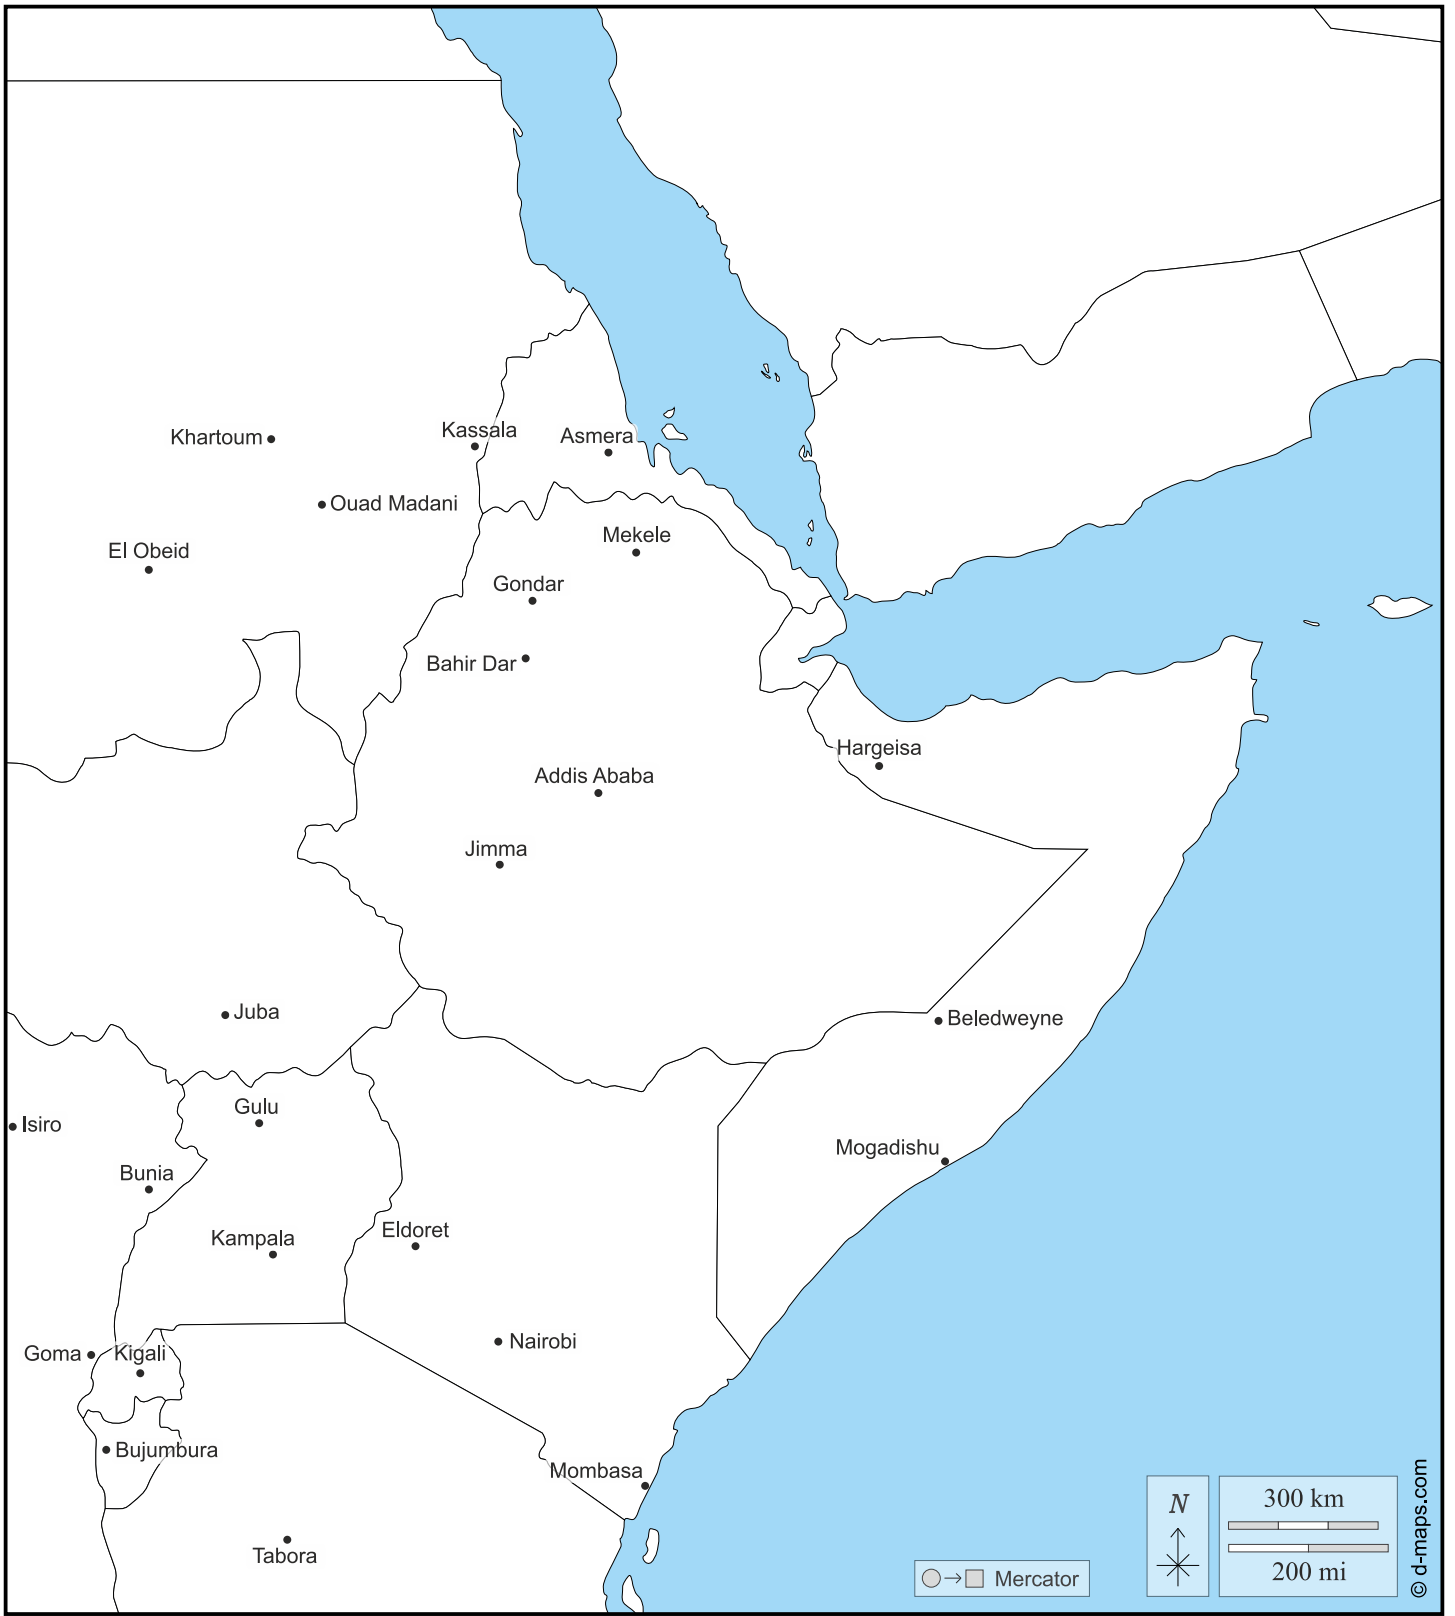 Khartoum
Kassala
Asmera
Ouad Madani
El Obeid
Mekele
Gondar
Bahir Dar
Hargeisa
Addis Ababa
Jimma
Juba
Beledweyne
Gulu
Isiro
Mogadishu
Bunia
Eldoret
Kampala
Nairobi
Goma
Kigali
Bujumbura
Mombasa
Tabora
N
300 km
200 mi
Mercator
© d-maps.com